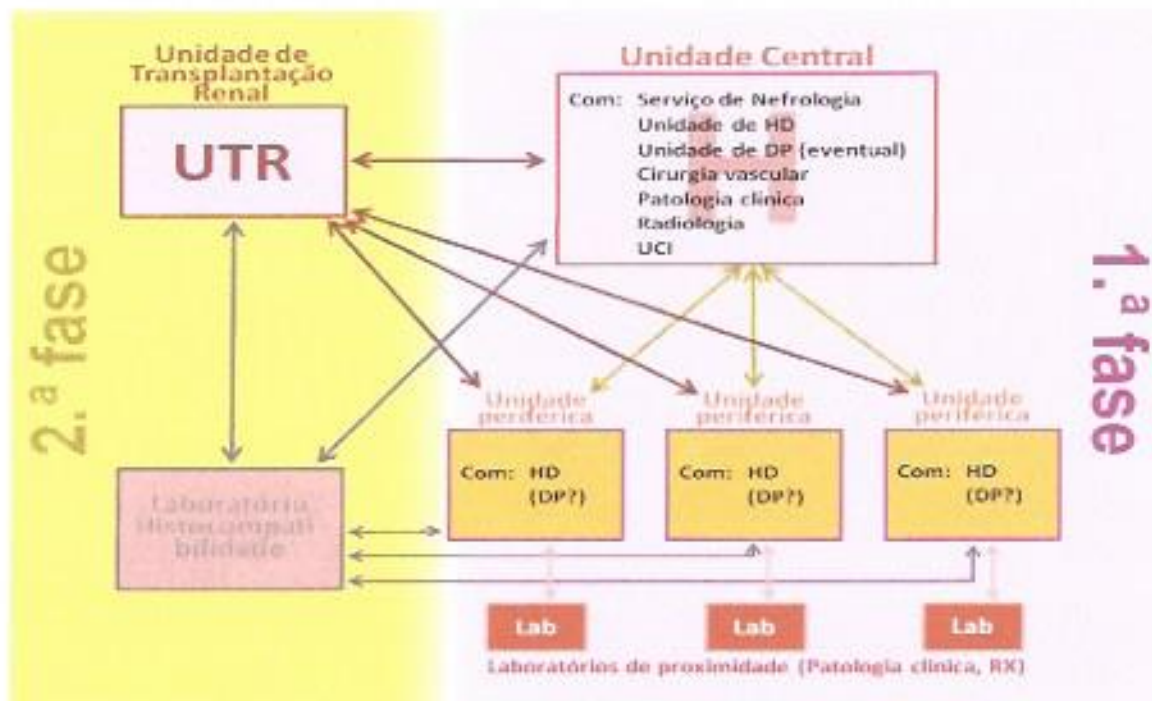 Unidade de
Transplantação
Renal
UTR
Unidade Central
Com: Serviço de Nefrologia
Unidade de HD
Unidade de DP (eventual)
Cirurgia vascular
Patologia clinica
Radiologia
UCI
H
2.ª fase
1.ª fase
Unidade
periférica
Com: HD
(DP?)
Unidade
periférica
Com: HD
(DP?)
Unidade
periférica
Com: HD
(DP?)
Laboratório
Histocompati
bilidade
Lab
Lab
Lab
Laboratórios de proximidade (Patologia clinica, RX)